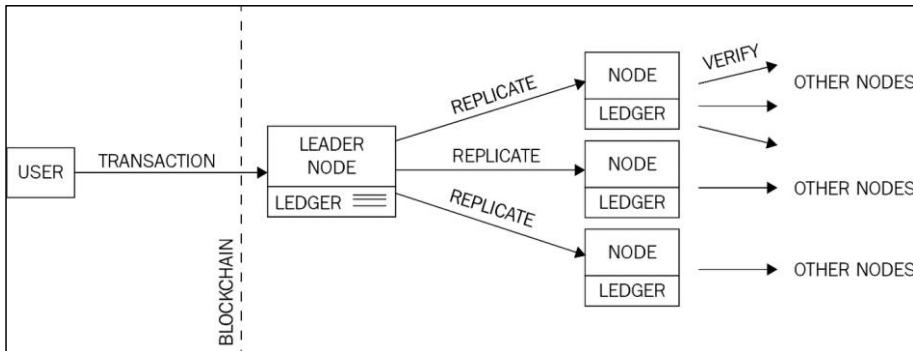 USER
TRANSACTION
BLOCKCHAIN
LEADER
NODE
LEDGER
REPLICATE
REPLICATE
REPLICATE
NODE
LEDGER
NODE
LEDGER
NODE
LEDGER
VERIFY
OTHER NODES
OTHER NODES
OTHER NODES